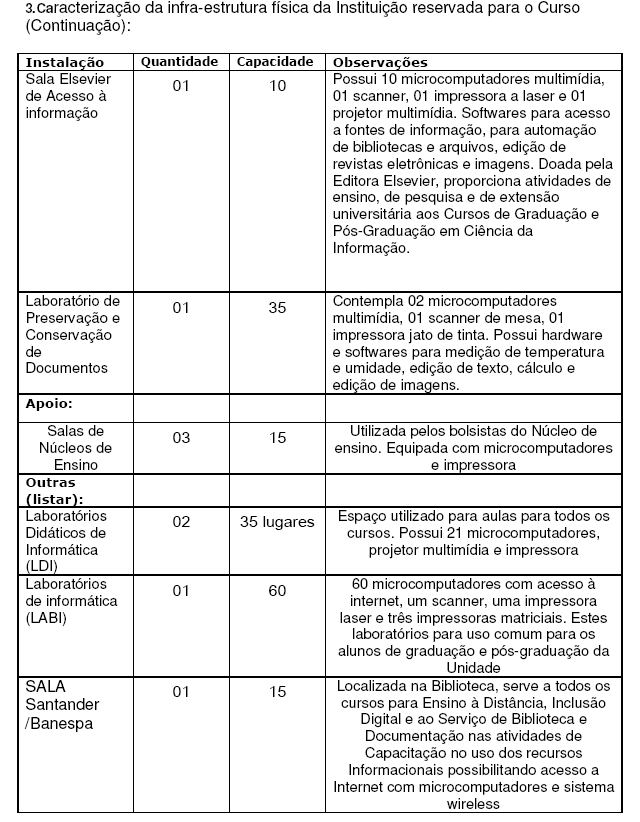 3.Caracterização da infra-estrutura física da Instituição reservada para o Curso
(Continuação):
Instalação Quantidade Capacidade Observações
Sala Elsevier
de Acesso à
informação
01
10
Possui 10 microcomputadores multimídia,
01 scanner, 01 impressora a laser e 01
projetor multimídia. Softwares para acesso
a fontes de informação, para automação
de bibliotecas e arquivos, edição de
revistas eletrônicas e imagens. Doada pela
Editora Elsevier, proporciona atividades de
ensino, de pesquisa e de extensão
universitária aos Cursos de Graduação e
Pós-Graduação em Ciência da
Informação.
Laboratório de
Preservação e
Conservação
de
Documentos
01
35
Contempla 02 microcomputadores
multimídia, 01 scanner de mesa, 01
impressora jato de tinta. Possui hardware
e softwares para medição de temperatura
e umidade, edição de texto, cálculo e
edição de imagens.
Apoio:
Salas de
Núcleos de
Ensino
03
15
Utilizada pelos bolsistas do Núcleo de
ensino. Equipada com microcomputadores
e impressora
Outras
(listar):
Laboratórios
Didáticos de
Informática
(LDI)
02
35 lugares
Espaço utilizado para aulas para todos os
cursos. Possui 21 microcomputadores,
projetor multimídia e impressora
Laboratórios
de informática
(LABI)
01
60
60 microcomputadores com acesso à
internet, um scanner, uma impressora
laser e três impressoras matriciais. Estes
laboratórios para uso comum para os
alunos de graduação e pós-graduação da
Unidade
SALA
Santander
/Banespa
01
15
Localizada na Biblioteca, serve a todos os
cursos para Ensino à Distância, Inclusão
Digital e ao Serviço de Biblioteca e
Documentação nas atividades de
Capacitação no uso dos recursos
Informacionais possibilitando acesso a
Internet com microcomputadores e sistema
wireless